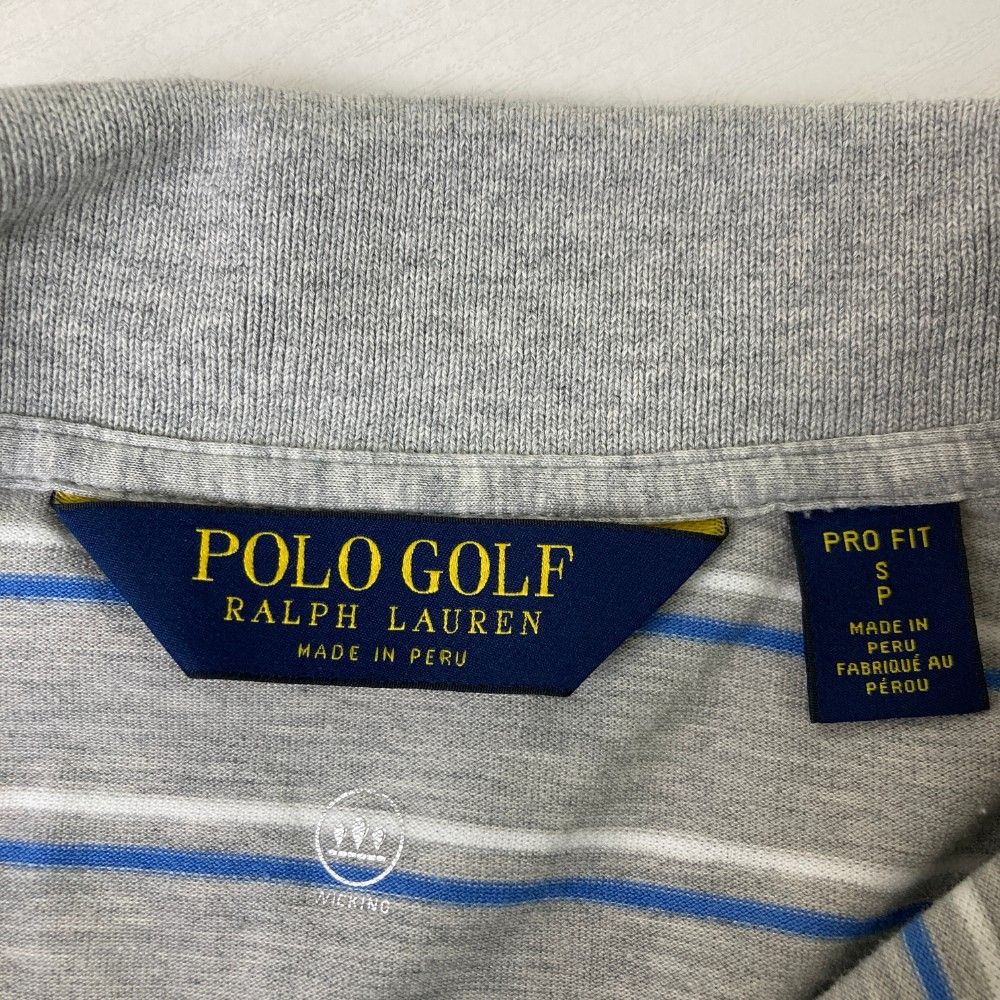 POLO GOLF
RALPH LAUREN
MADE IN PERU
PRO FIT
S
P
MADE IN
PERU
FABRIQUÉ AU
PÉROU
WICKING